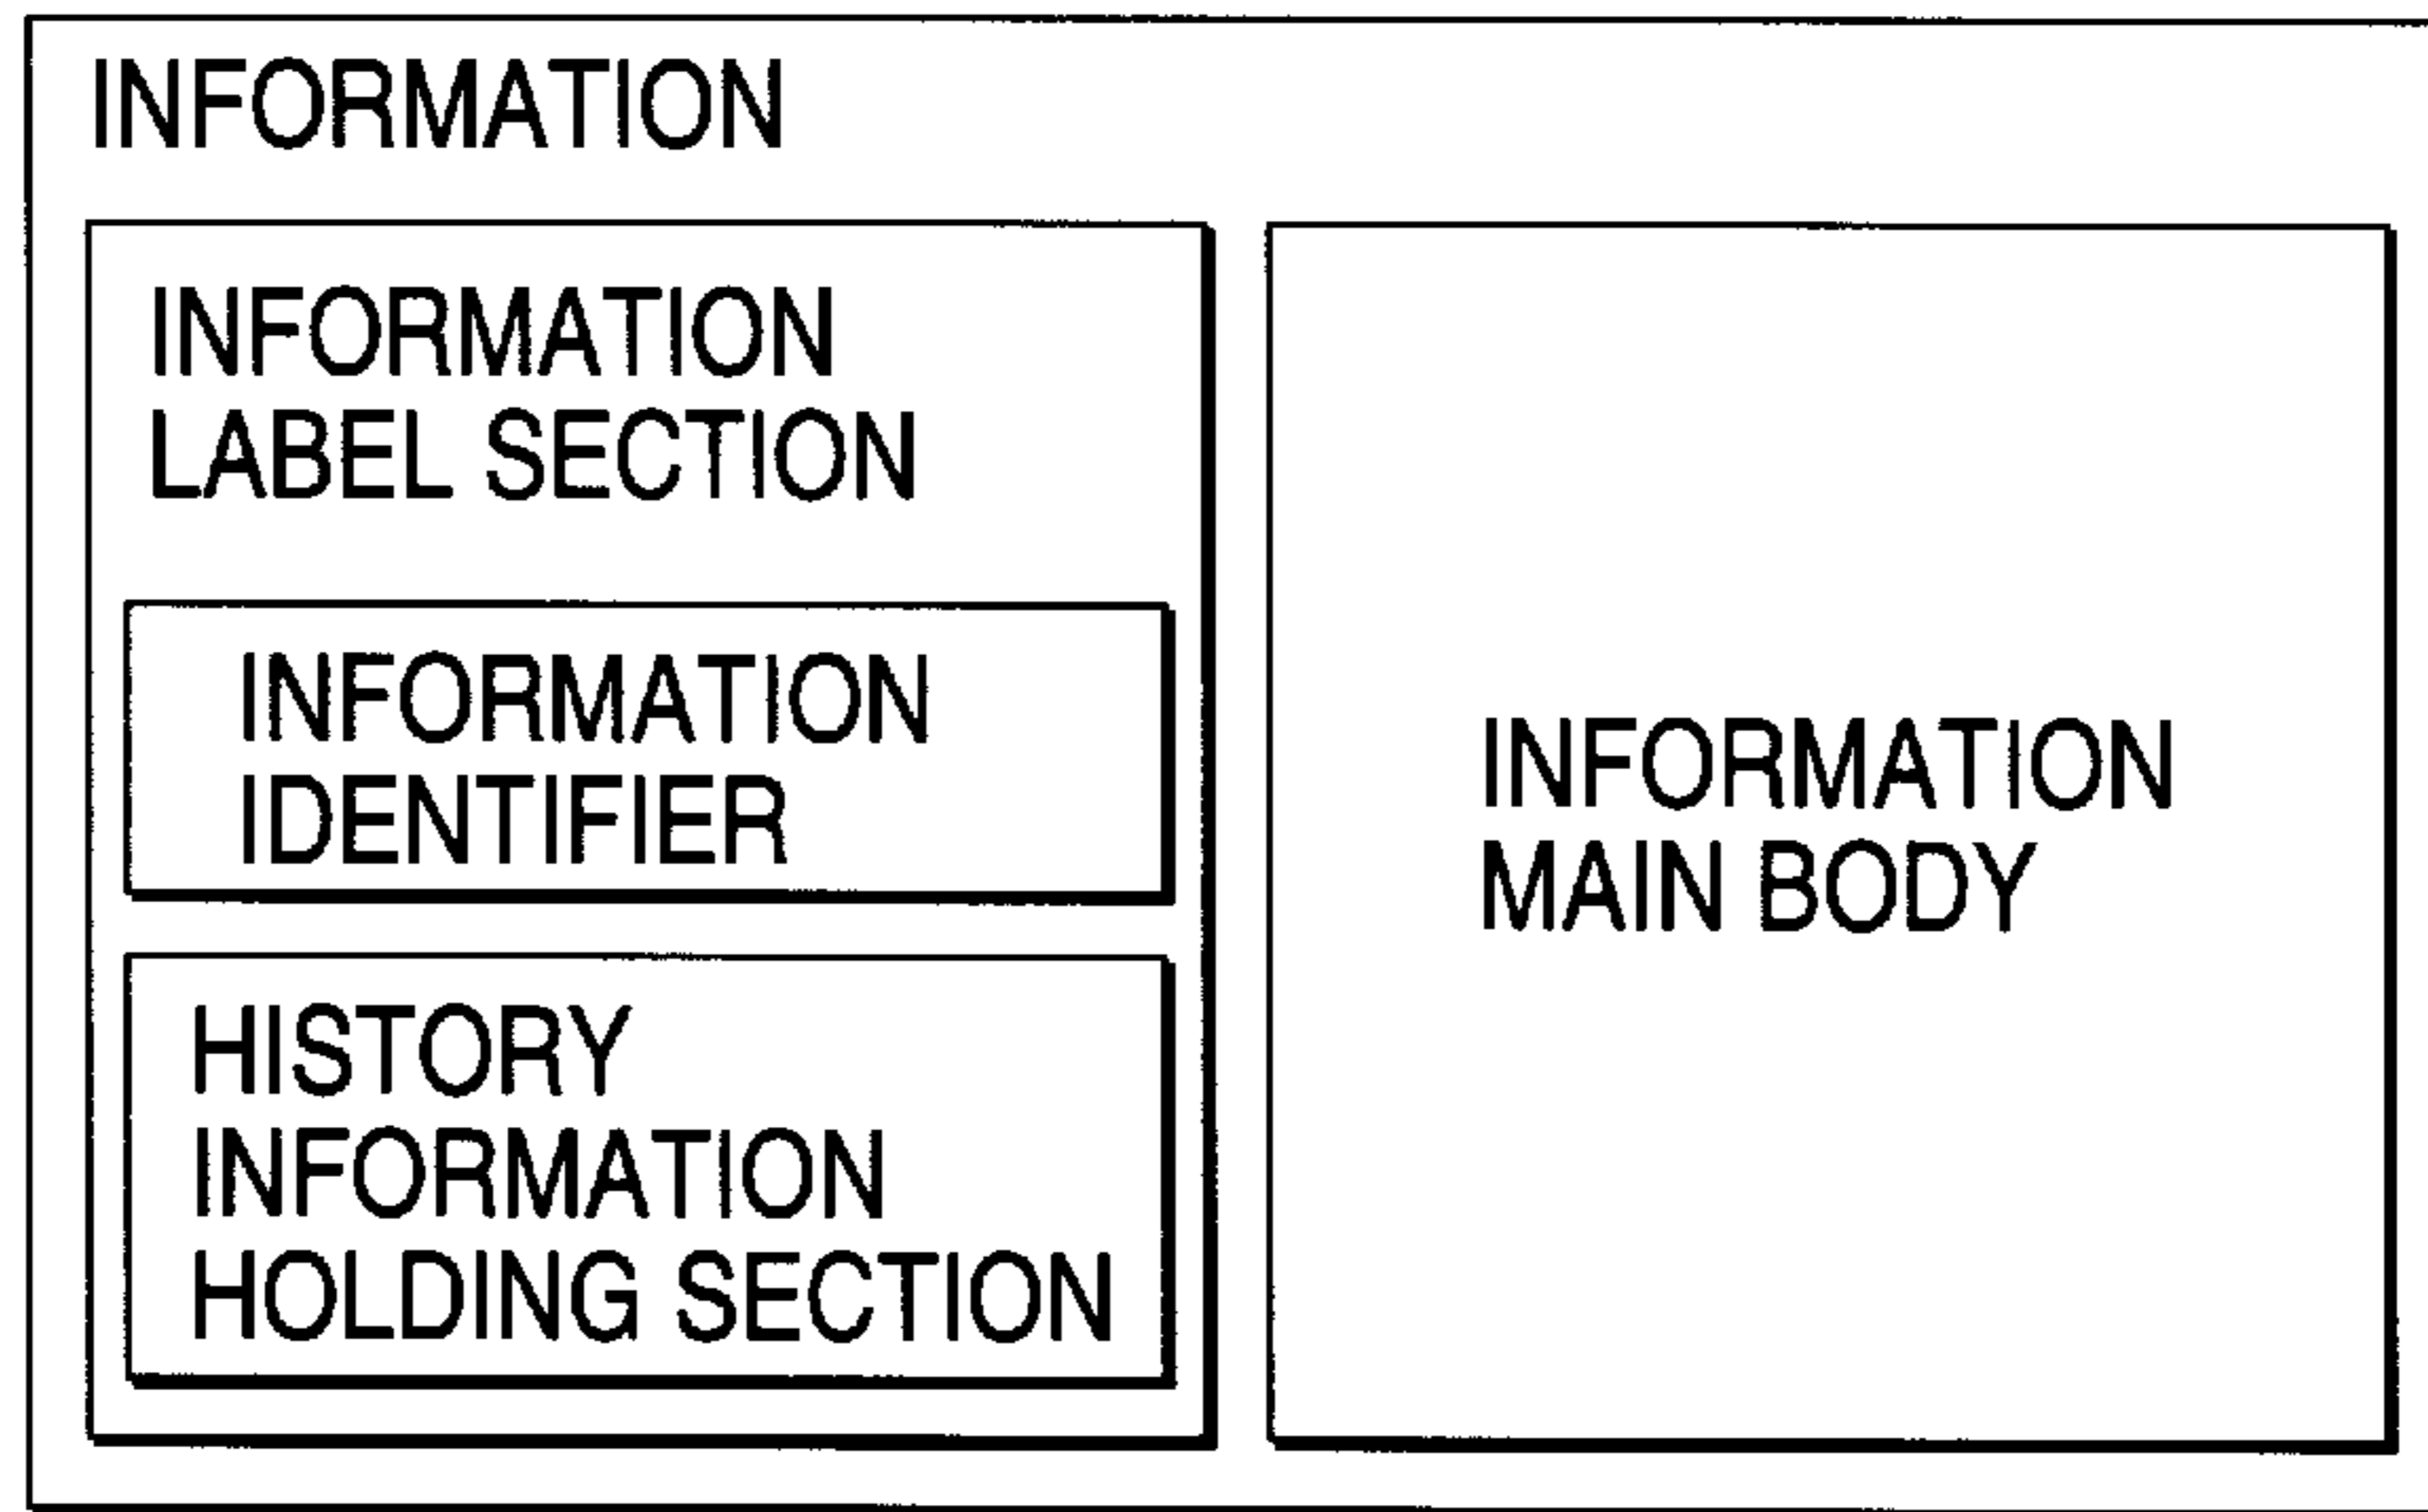 INFORMATION
INFORMATION
LABEL SECTION
INFORMATION
IDENTIFIER
HISTORY
INFORMATION
HOLDING SECTION
INFORMATION
MAIN BODY